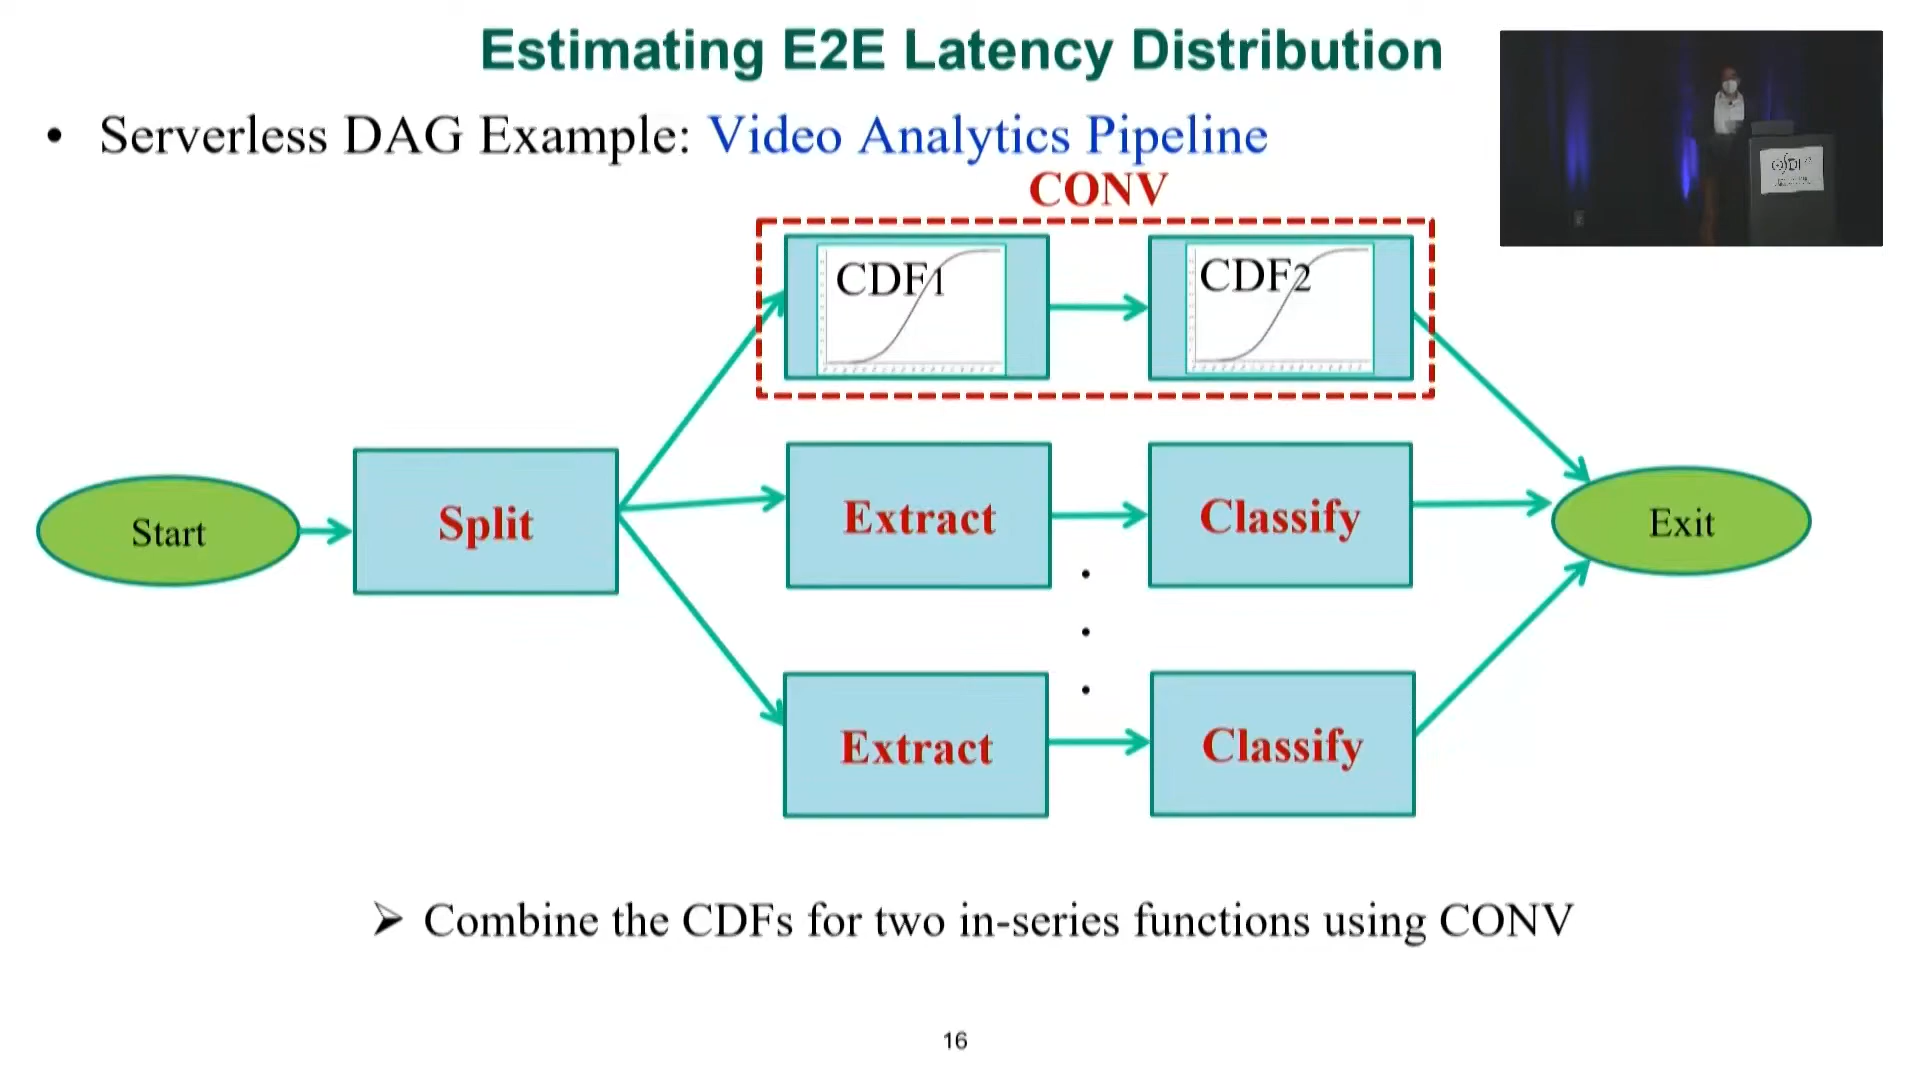 Estimating E2E Latency Distribution
• Serverless DAG Example: Video Analytics Pipeline
CONV
CDF1
CDF2
Start
Split
Extract
Classify
Exit
Extract
Classify
➢ Combine the CDFs for two in-series functions using CONV
16